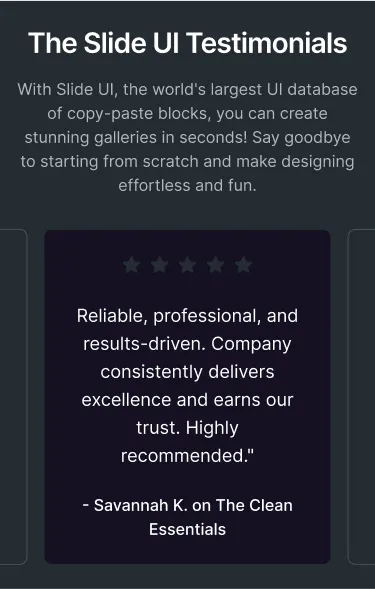 The Slide UI Testimonials
With Slide UI, the world's largest UI database
of copy-paste blocks, you can create
stunning galleries in seconds! Say goodbye
to starting from scratch and make designing
effortless and fun.
Reliable, professional, and
results-driven. Company
consistently delivers
excellence and earns our
trust. Highly
recommended."
- Savannah K. on The Clean
Essentials